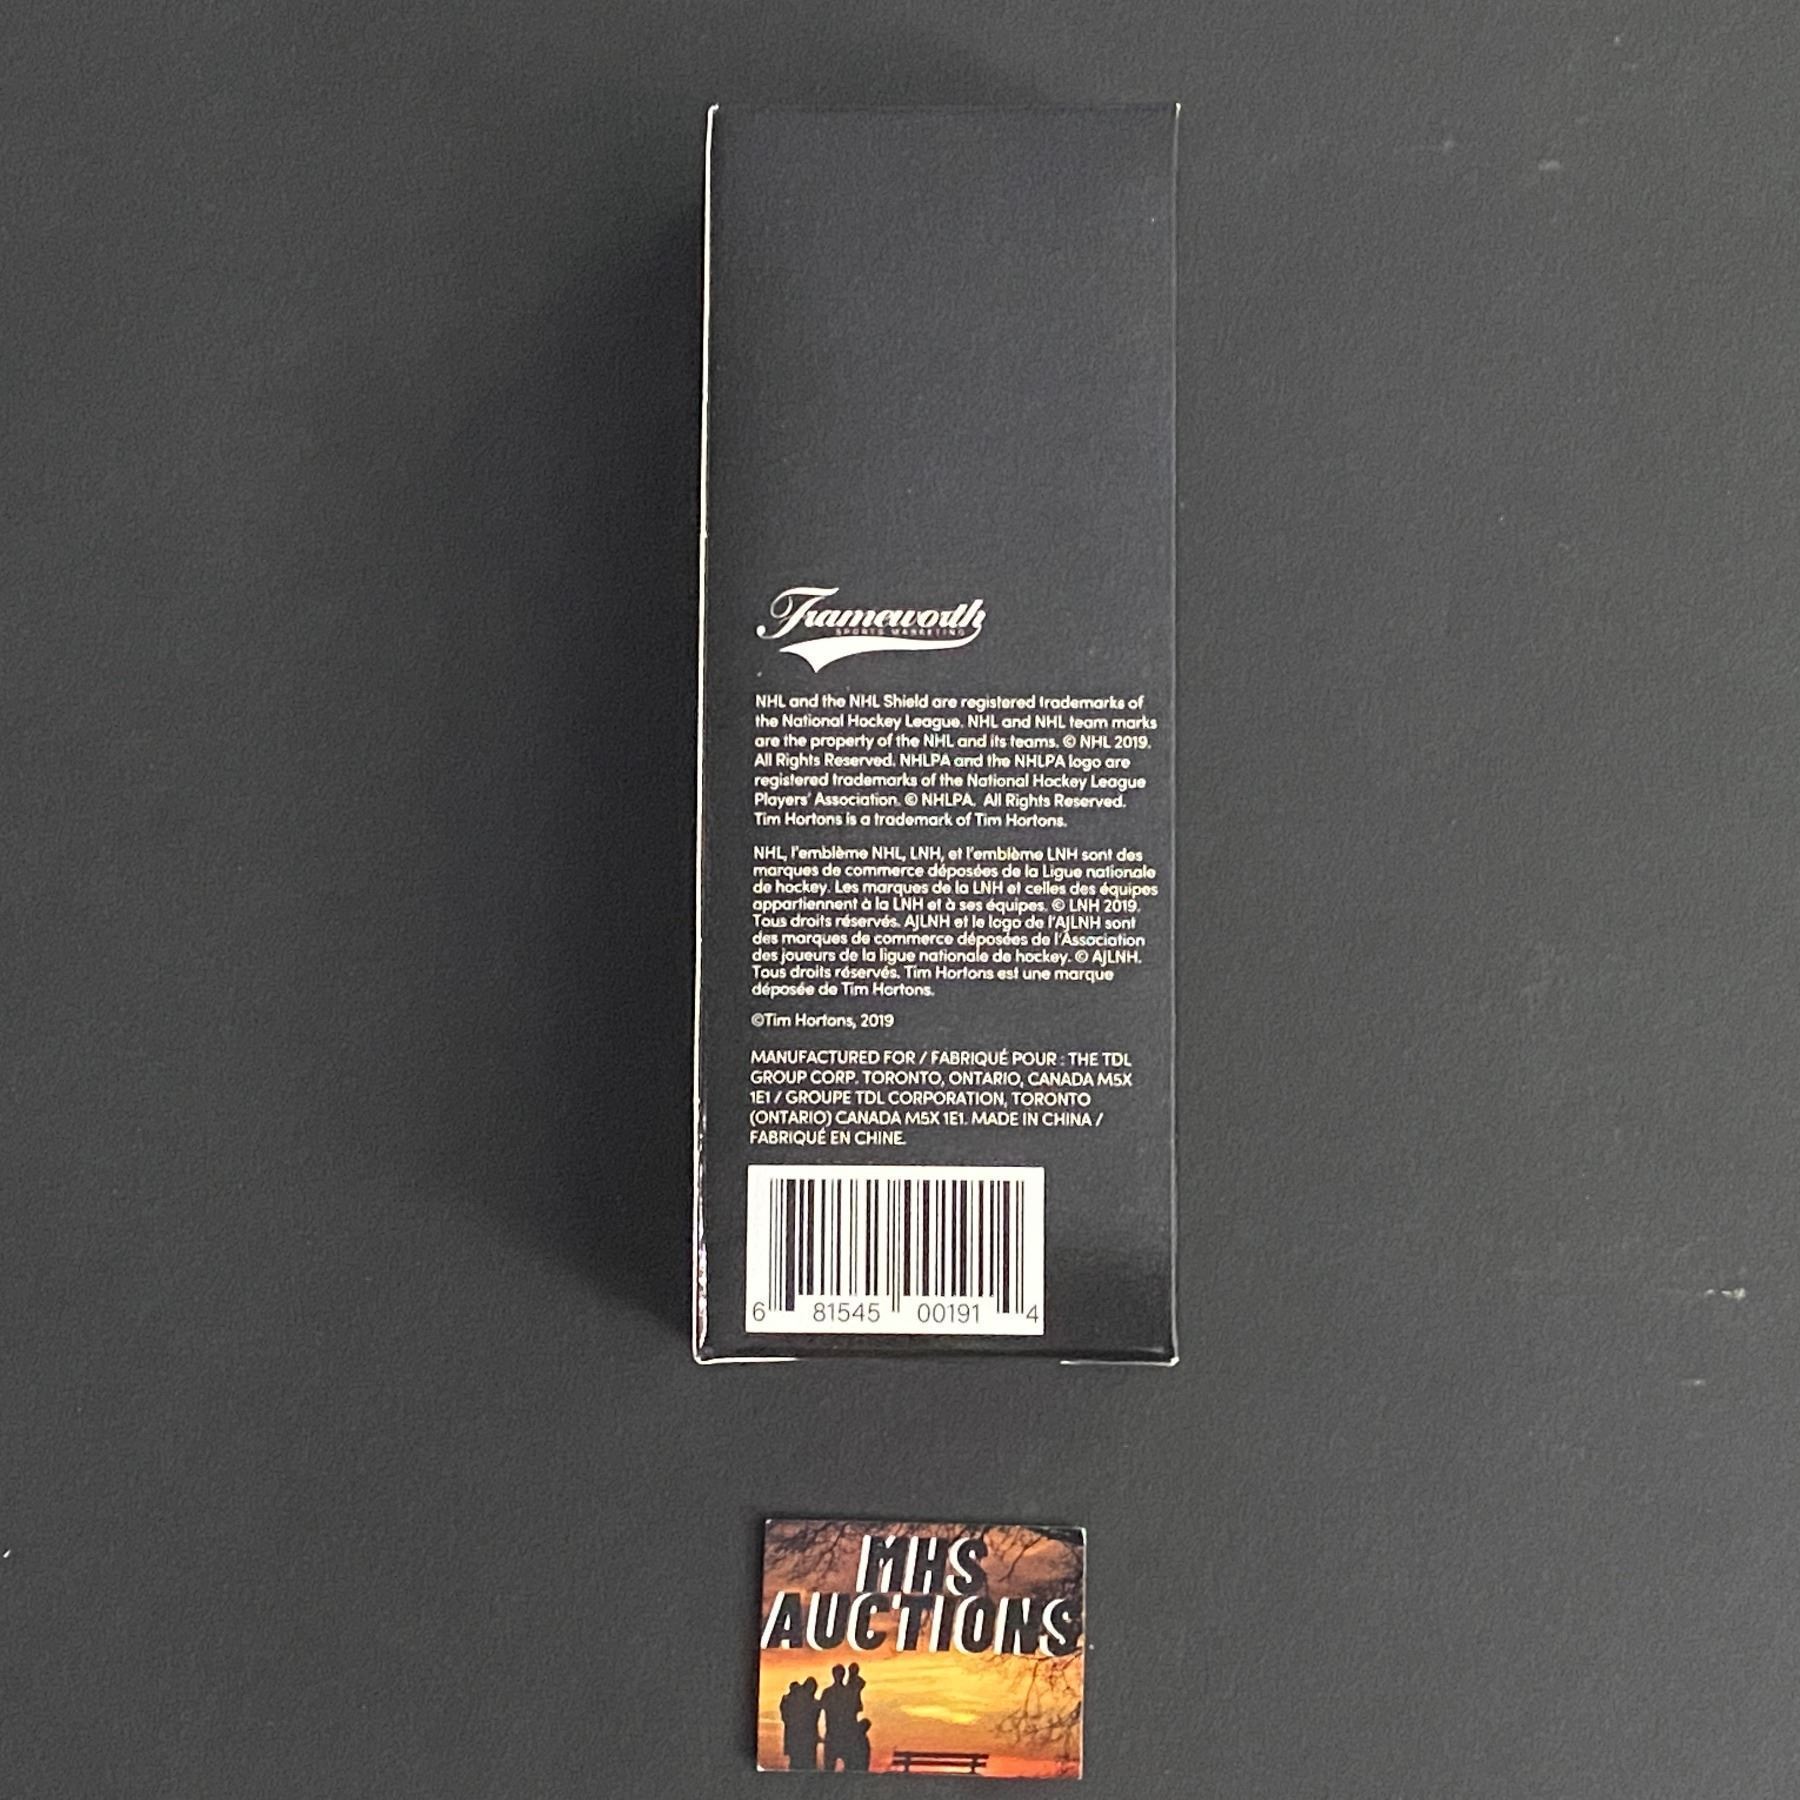 Frameworth
SPORTS MARKETING
NHL and the NHL Shield are registered trademarks of
the National Hockey League. NHL and NHL team marks
are the property of the NHL and its teams. © NHL 2019.
All Rights Reserved. NHLPA and the NHLPA logo are
registered trademarks of the National Hockey League
Players' Association. © NHLPA. All Rights Reserved.
Tim Hortons is a trademark of Tim Hortons.
NHL, l'emblème NHL, LNH, et l'emblème LNH sont des
marques de commerce déposées de la Ligue nationale
de hockey. Les marques de la LNH et celles des équipes
appartiennent à la LNH et à ses équipes. © LNH 2019.
Tous droits réservés. AJLNH et le logo de l'AJLNH sont
des marques de commerce déposées de l'Association
des joueurs de la ligue nationale de hockey. © AJLNH.
Tous droits réservés. Tim Hortons est une marque
déposée de Tim Hortons.
©Tim Hortons, 2019
MANUFACTURED FOR / FABRIQUÉ POUR : THE TDL
GROUP CORP. TORONTO, ONTARIO, CANADA M5X
1E1 / GROUPE TDL CORPORATION, TORONTO
(ONTARIO) CANADA M5X 1E1. MADE IN CHINA /
FABRIQUÉ EN CHINE.
6 81545 00191 4
MHS
AUCTIONS